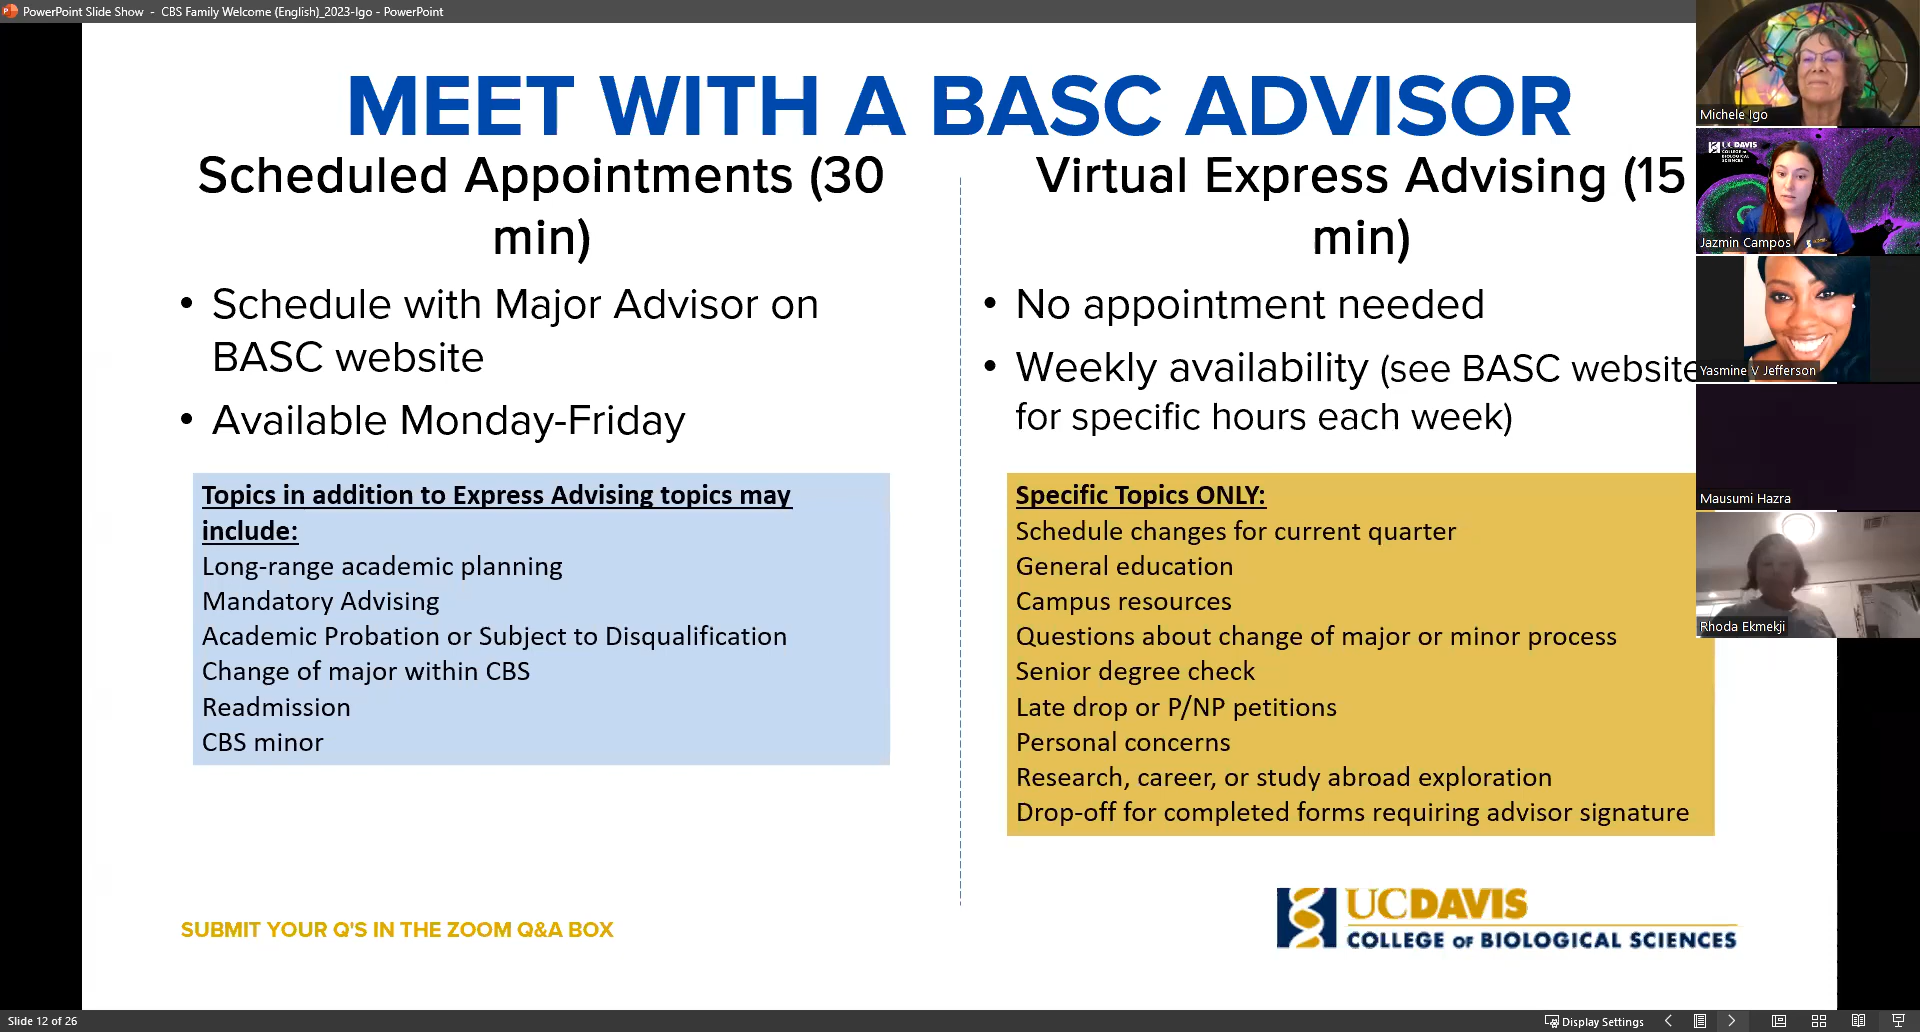 PowerPoint Slide Show - CBS Family Welcome (English)_2023-Igo - PowerPoint
MEET WITH A BASC ADVISOR
Scheduled Appointments (30
min)
• Schedule with Major Advisor on
BASC website
• Available Monday-Friday
Topics in addition to Express Advising topics may
include:
Long-range academic planning
Mandatory Advising
Academic Probation or Subject to Disqualification
Change of major within CBS
Readmission
CBS minor
Virtual Express Advising (15
min)
• No appointment needed
• Weekly availability (see BASC website
for specific hours each week)
Specific Topics ONLY:
Schedule changes for current quarter
General education
Campus resources
Questions about change of major or minor process
Senior degree check
Late drop or P/NP petitions
Personal concerns
Research, career, or study abroad exploration
Drop-off for completed forms requiring advisor signature
SUBMIT YOUR Q'S IN THE ZOOM Q&A BOX
UCDAVIS
COLLEGE OF BIOLOGICAL SCIENCES
Michele Igo
UCDAVIS
COLLEGE OF
BIOLOGICAL
SCIENCES
Jazmin Campos
Yasmine V Jefferson
Mausumi Hazra
Rhoda Ekmekji
Slide 12 of 26
Display Settings